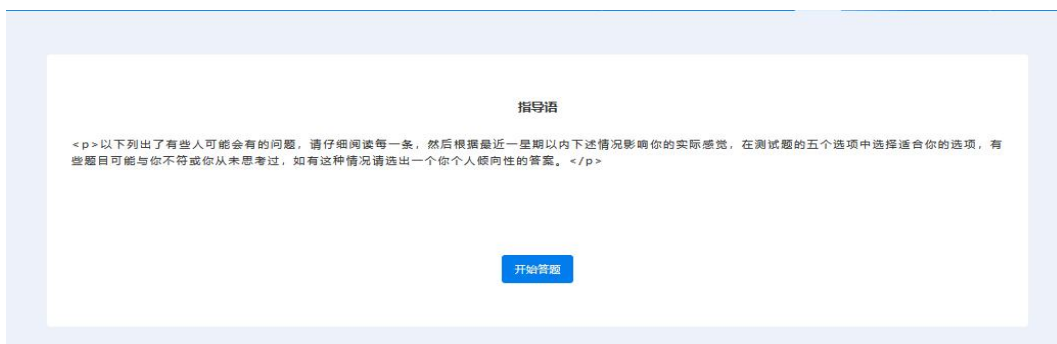 指导语
<p>以下列出了有些人可能会有的问题，请仔细阅读每一条，然后根据最近一星期以内下述情况影响你的实际感觉，在测试题的五个选项中选择适合你的选项，有
些题目可能与你不符或你从未思考过，如有这种情况请选出一个你个人倾向性的答案。</p>
开始答题